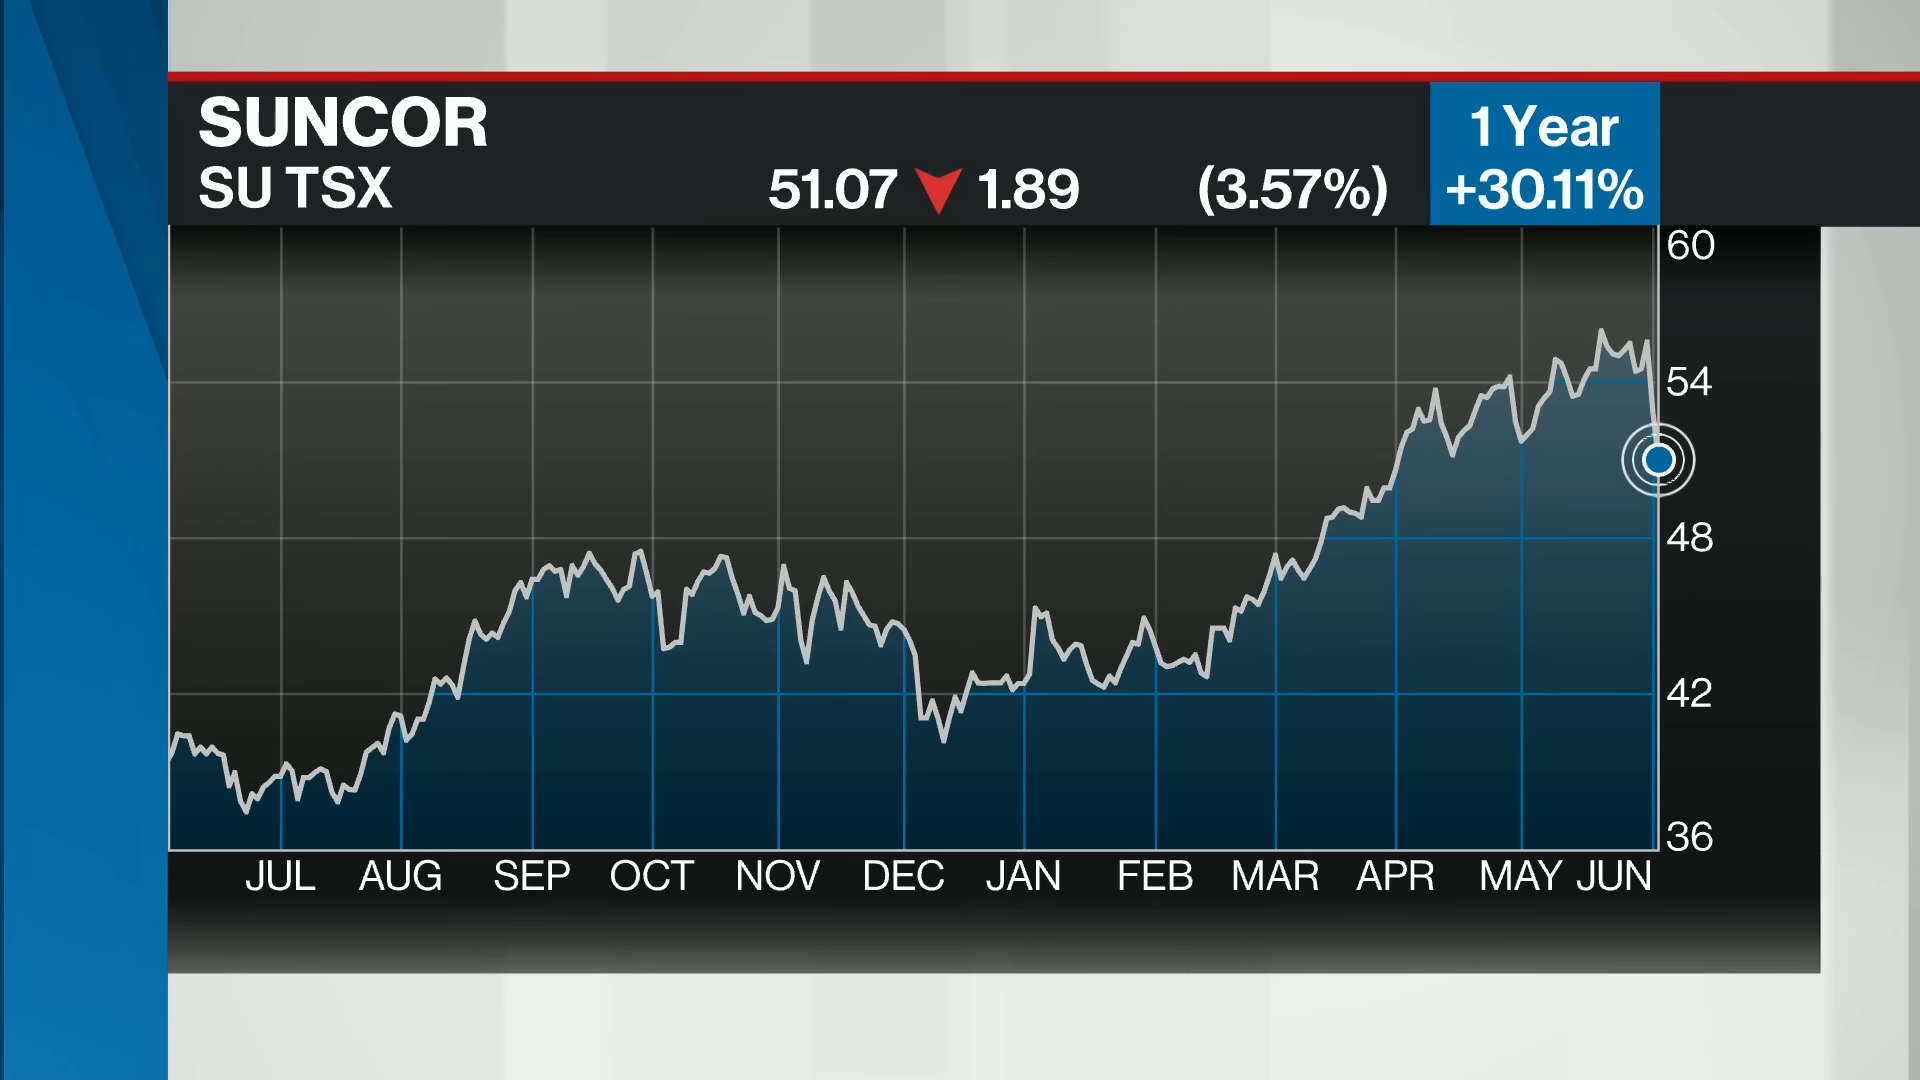 SUNCOR
SU TSX
51.07 1.89 (3.57%)
1 Year
+30.11%
60
54
48
42
36
JUL AUG SEP OCT NOV DEC JAN FEB MAR APR MAY JUN